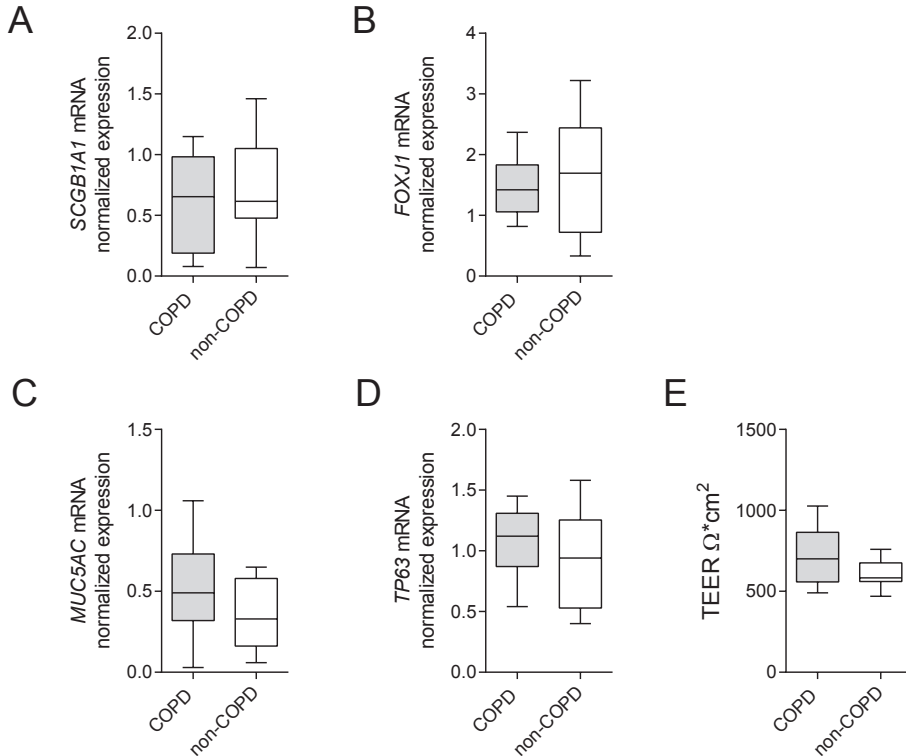 A
SCGB1A1 mRNA
normalized expression
2.0
1.5
1.0
0.5
0.0
COPD
non-COPD
B
FOXJ1 mRNA
normalized expression
4
3
2
1
0
COPD
non-COPD
C
MUC5AC mRNA
normalized expression
1.5
1.0
0.5
0.0
COPD
non-COPD
D
TP63 mRNA
normalized expression
2.0
1.5
1.0
0.5
0.0
COPD
non-COPD
E
TEER Ω*cm²
1500
1000
500
0
COPD
non-COPD